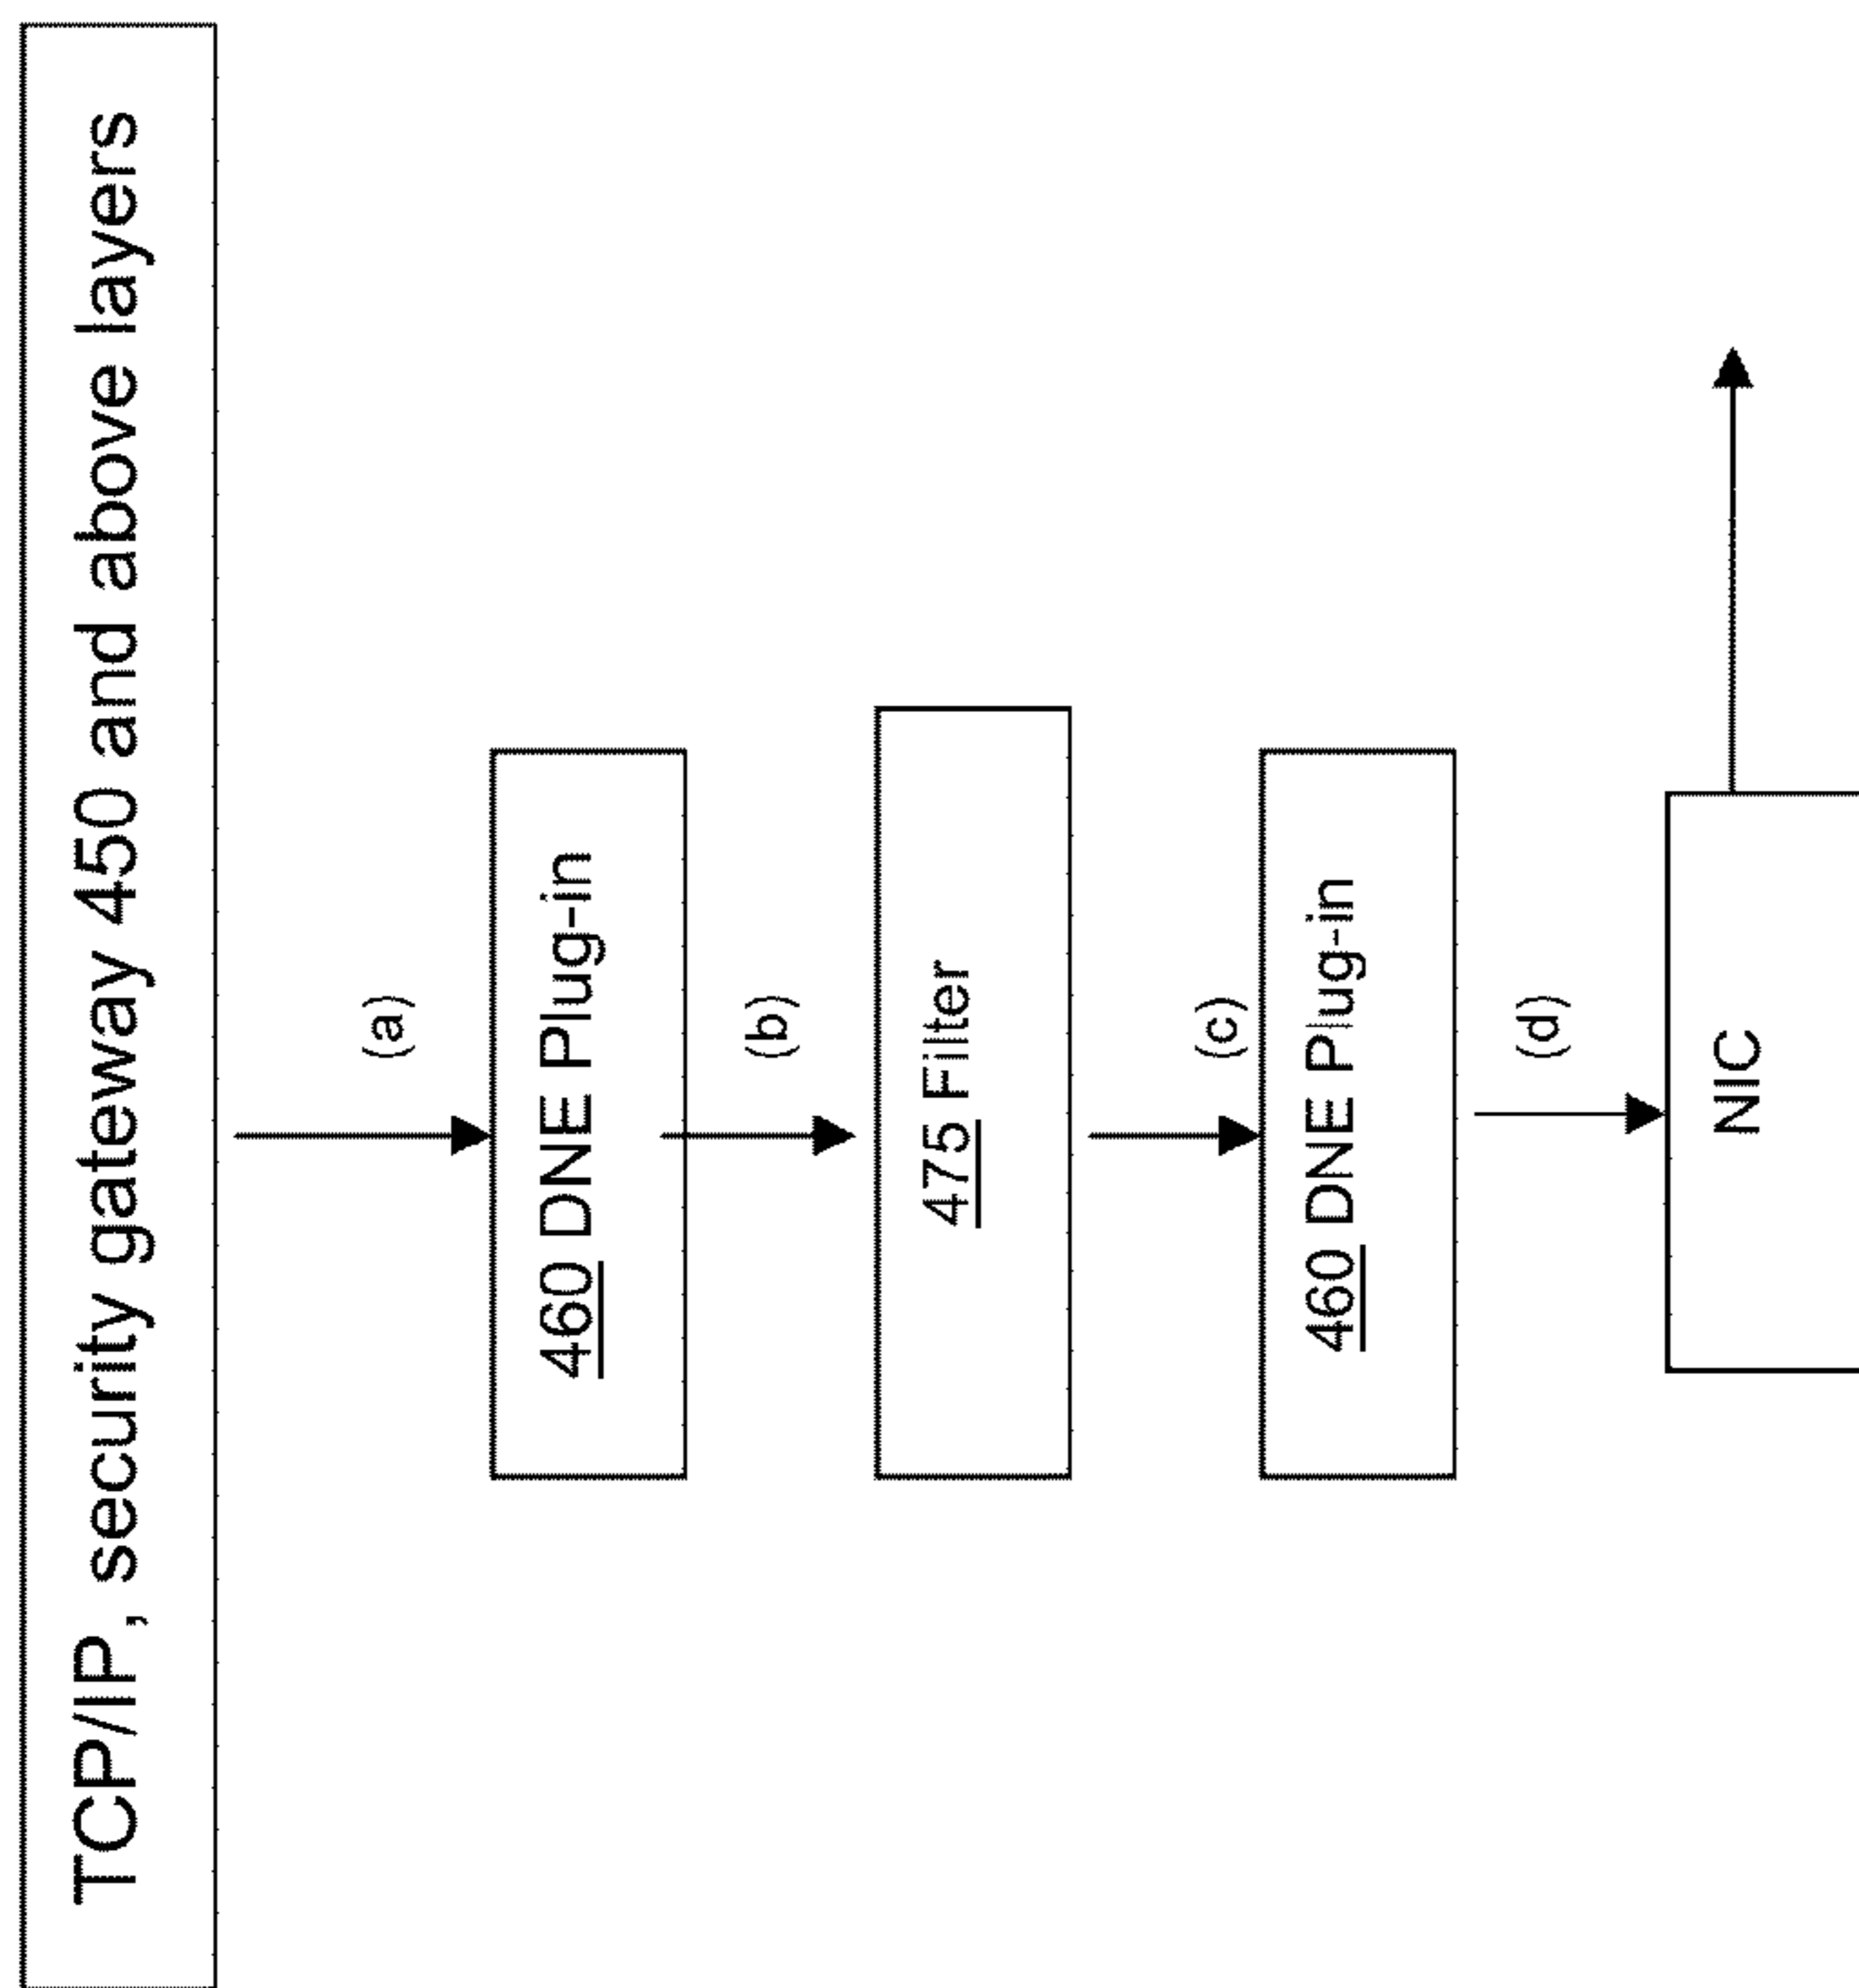 TCP/IP, security gateway 450 and above layers
(a)
460 DNE Plug-in
(b)
475 Filter
(c)
460 DNE Plug-in
(d)
NIC